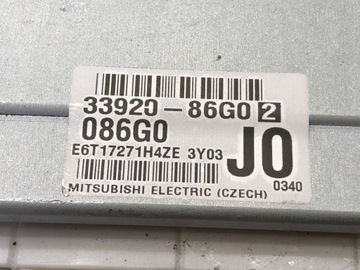 33920-86G0 2
086G0
E6T17271H4ZE 3Y03
J0
0340
MITSUBISHI ELECTRIC (CZECH)